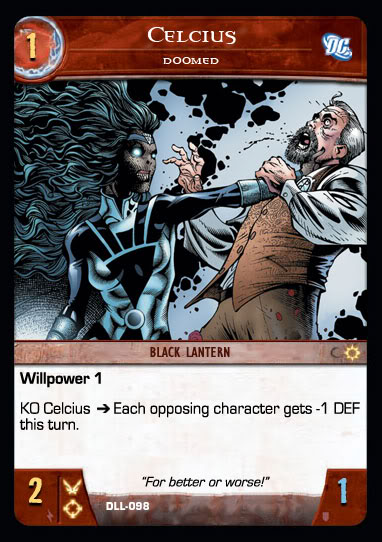 1
CELCIUS
DOOMED
DC
BLACK LANTERN
C
Willpower 1
KO Celcius ➔ Each opposing character gets -1 DEF
this turn.
"For better or worse!"
2
DLL-098
1